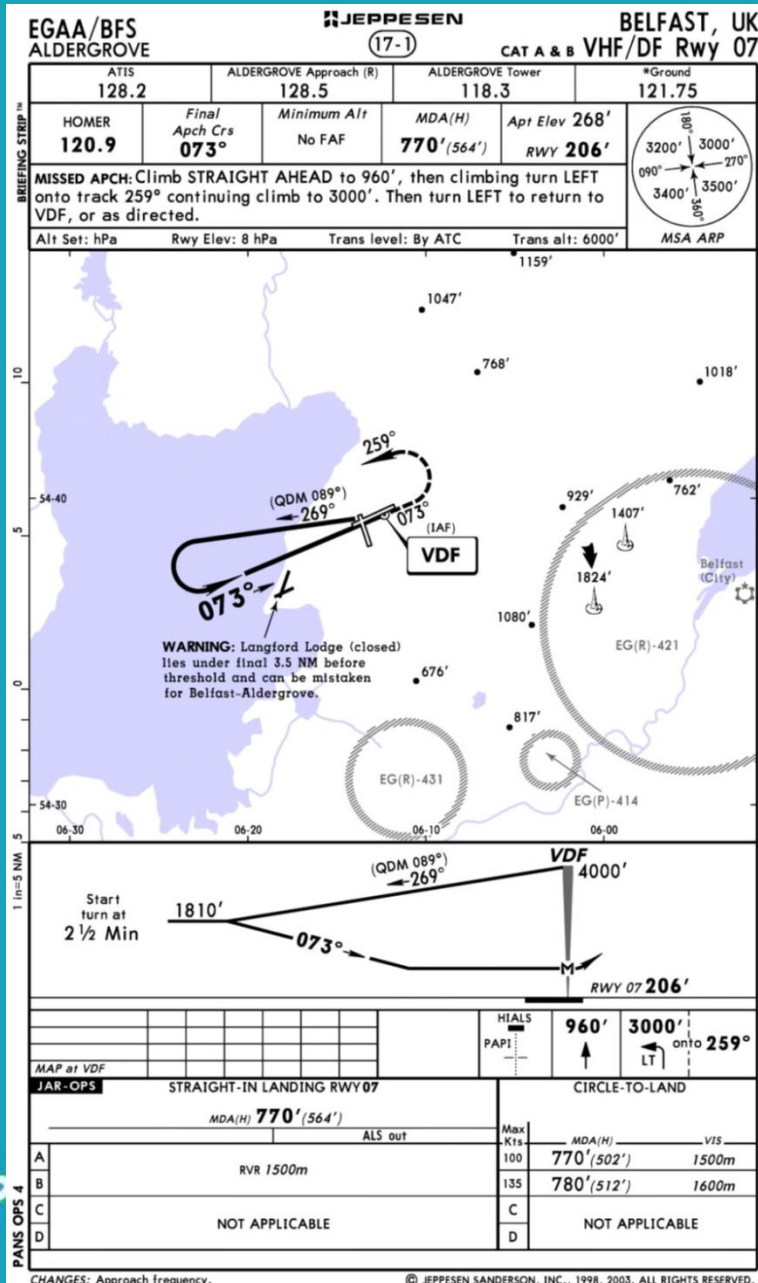 EGAA/BFS
ALDERGROVE
JEPPESEN
17-1
BELFAST, UK
CAT A & B VHF/DF Rwy 07
BRIEFING STRIP™
ATIS
128.2
ALDERGROVE Approach (R)
128.5
ALDERGROVE Tower
118.3
*Ground
121.75
HOMER
120.9
Final
Apch Crs
073°
Minimum Alt
No FAF
MDA(H)
770'(564')
Apt Elev 268'
RWY 206'
MISSED APCH: Climb STRAIGHT AHEAD to 960', then climbing turn LEFT
onto track 259° continuing climb to 3000'. Then turn LEFT to return to
VDF, or as directed.
Alt Set: hPa Rwy Elev: 8 hPa Trans level: By ATC Trans alt: 6000'
180°
3200' 3000'
090° 270°
3400' 3500'
360°
MSA ARP
1159'
1047'
768'
1018'
10
259°
54-40
(QDM 089°)
269°
073°
(IAF)
VDF
929'
762'
1407'
5
1824'
Belfast
(City)
073°
1080'
WARNING: Langford Lodge (closed)
lies under final 3.5 NM before
threshold and can be mistaken
for Belfast-Aldergrove.
EG(R)-421
676'
0
817'
EG(R)-431
EG(P)-414
54-30
06-30
06-20
06-10
06-00
5
1 in=5 NM
(QDM 089°)
269°
VDF
4000'
Start
turn at
2½ Min
1810'
073°
M
RWY 07 206'
MAP at VDF
HIALS
PAPI
960'
3000'
LT
onto 259°
JAR-OPS
STRAIGHT-IN LANDING RWY 07
CIRCLE-TO-LAND
MDA(H) 770'(564')
ALS out
Max
Kts
MDA(H)
VIS
A
RVR 1500m
100
770'(502')
1500m
B
135
780'(512')
1600m
C
NOT APPLICABLE
C
NOT APPLICABLE
D
D
PANS OPS 4
CHANGES: Approach frequency.
© JEPPESEN SANDERSON, INC., 1998, 2003. ALL RIGHTS RESERVED.